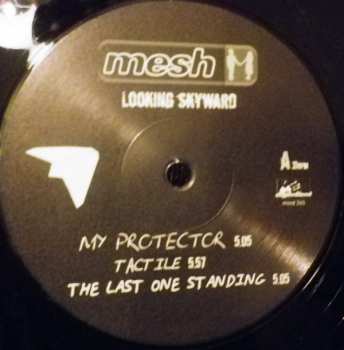 mesh
LOOKING SKYWARD
A
MY PROTECTOR 5:05
TACTILE 5:57
THE LAST ONE STANDING 5:05